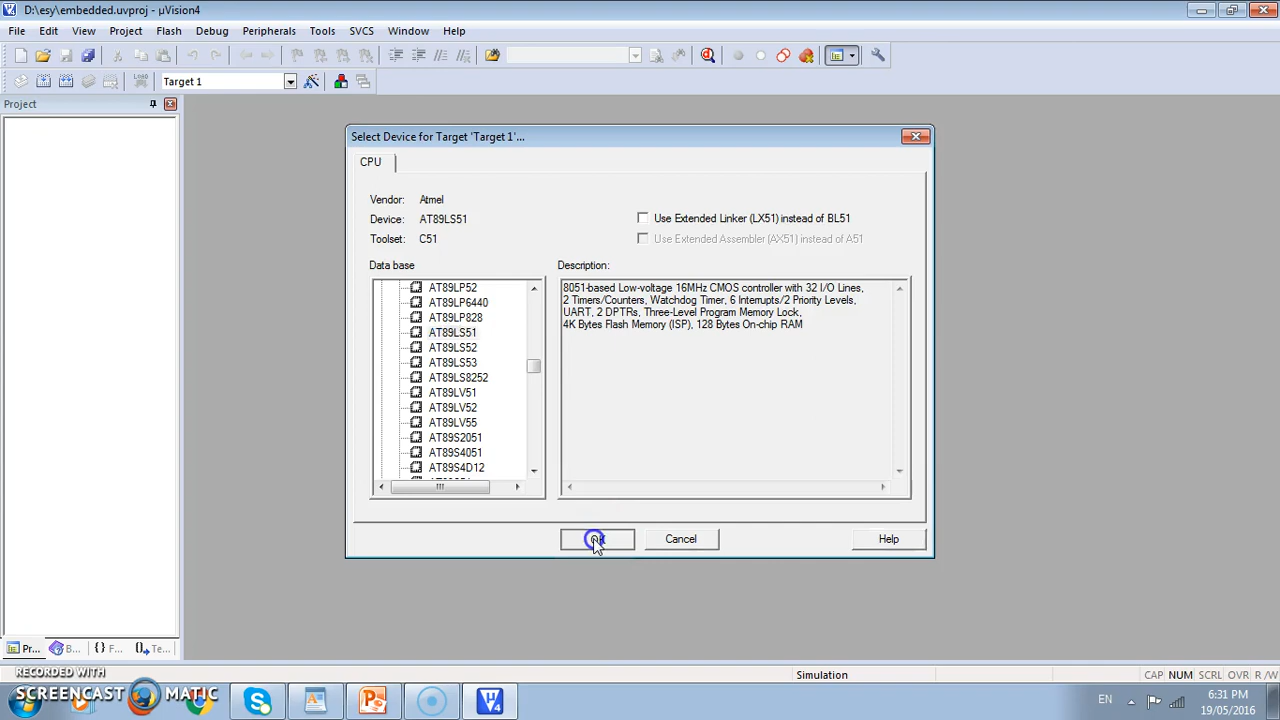 D:\esy\embedded.uvproj - µVision4
File Edit View Project Flash Debug Peripherals Tools SVCS Window Help
LOAD Target 1
Project
Select Device for Target 'Target 1'...
CPU
Vendor: Atmel
Device: AT89LS51
Toolset: C51
Use Extended Linker (LX51) instead of BL51
Use Extended Assembler (AX51) instead of A51
Data base
Description:
AT89LP52
AT89LP6440
AT89LP828
AT89LS51
AT89LS52
AT89LS53
AT89LS8252
AT89LV51
AT89LV52
AT89LV55
AT89S2051
AT89S4051
AT89S4D12
8051-based Low-voltage 16MHz CMOS controller with 32 I/O Lines,
2 Timers/Counters, Watchdog Timer, 6 Interrupts/2 Priority Levels,
UART, 2 DPTRs, Three-Level Program Memory Lock,
4K Bytes Flash Memory (ISP), 128 Bytes On-chip RAM
OK Cancel Help
Pr... B... {} F... Te...
Simulation CAP NUM SCRL OVR R/W
RECORDED WITH
SCREENCAST MATIC
EN 6:31 PM
19/05/2016